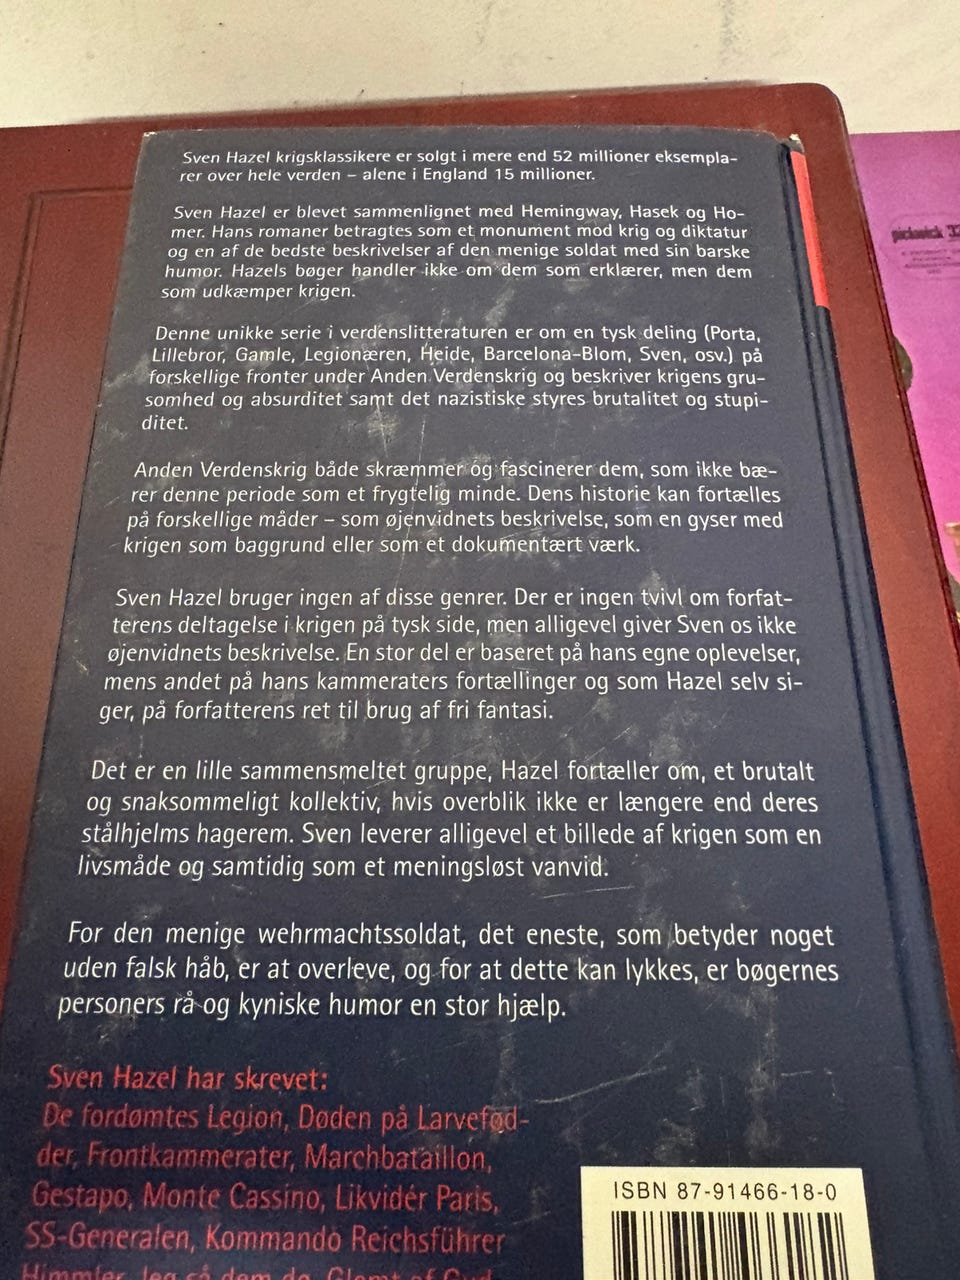 Sven Hazel krigsklassikere er solgt i mere end 52 millioner eksempla-
rer over hele verden – alene i England 15 millioner.
Sven Hazel er blevet sammenlignet med Hemingway, Hasek og Ho-
mer. Hans romaner betragtes som et monument mod krig og diktatur
og en af de bedste beskrivelser af den menige soldat med sin barske
humor. Hazels bøger handler ikke om dem som erklærer, men dem
som udkæmper krigen.
Denne unikke serie i verdenslitteraturen er om en tysk deling (Porta,
Lillebror, Gamle, Legionæren, Heide, Barcelona-Blom, Sven, osv.) på
forskellige fronter under Anden Verdenskrig og beskriver krigens gru-
somhed og absurditet samt det nazistiske styres brutalitet og stupi-
ditet.
Anden Verdenskrig både skræmmer og fascinerer dem, som ikke bæ-
rer denne periode som et frygtelig minde. Dens historie kan fortælles
på forskellige måder – som øjenvidnets beskrivelse, som en gyser med
krigen som baggrund eller som et dokumentært værk.
Sven Hazel bruger ingen af disse genrer. Der er ingen tvivl om forfat-
terens deltagelse i krigen på tysk side, men alligevel giver Sven os ikke
øjenvidnets beskrivelse. En stor del er baseret på hans egne oplevelser,
mens andet på hans kammeraters fortællinger og som Hazel selv si-
ger, på forfatterens ret til brug af fri fantasi.
Det er en lille sammensmeltet gruppe, Hazel fortæller om, et brutalt
og snaksommeligt kollektiv, hvis overblik ikke er længere end deres
stålhjelms hagerem. Sven leverer alligevel et billede af krigen som en
livsmåde og samtidig som et meningsløst vanvid.
For den menige wehrmachtssoldat, det eneste, som betyder noget
uden falsk håb, er at overleve, og for at dette kan lykkes, er bøgernes
personers rå og kyniske humor en stor hjælp.
Sven Hazel har skrevet:
De fordømtes Legion, Døden på Larvefød-
der, Frontkammerater, Marchbataillon,
Gestapo, Monte Cassino, Likvidér Paris,
SS-Generalen, Kommando Reichsführer
Himmler, Jeg så dem dø, Glemt af Gud
ISBN 87-91466-18-0
pickwick